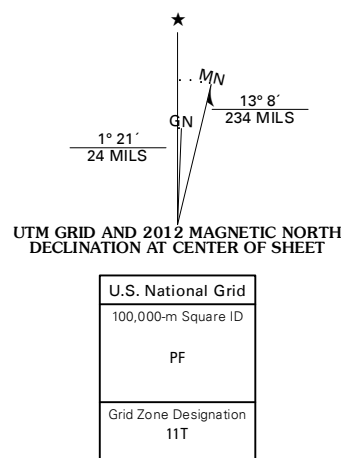 ★
MN
GN
13° 8´
234 MILS
1° 21´
24 MILS
UTM GRID AND 2012 MAGNETIC NORTH
DECLINATION AT CENTER OF SHEET
U.S. National Grid
100,000-m Square ID
PF
Grid Zone Designation
11T